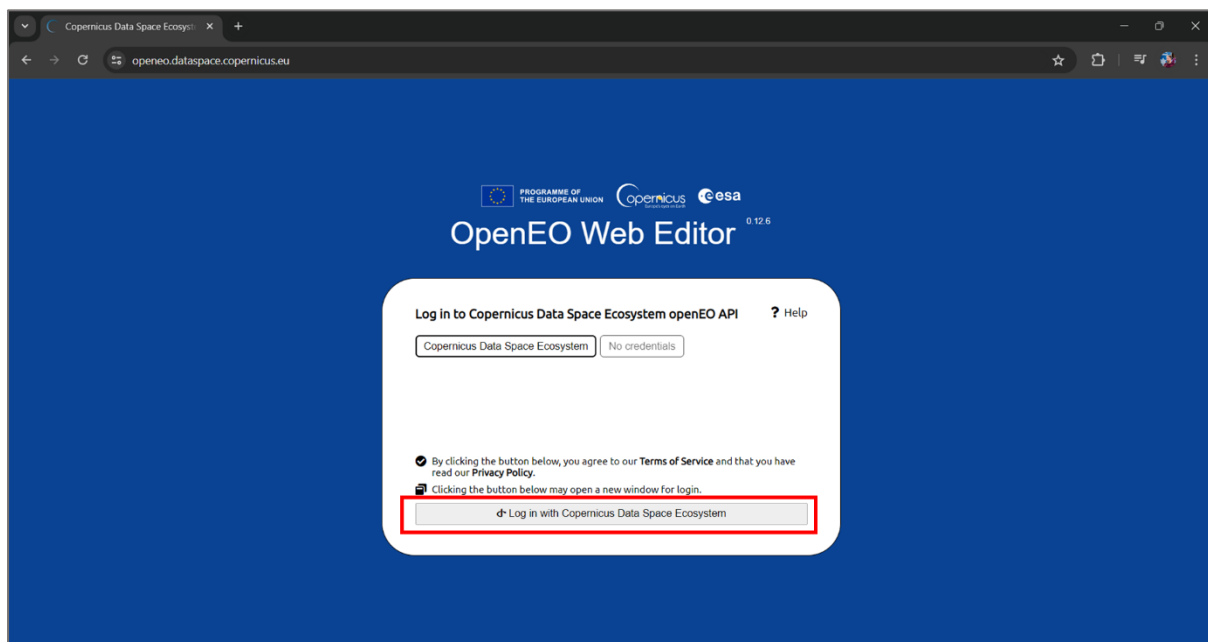 Copernicus Data Space Ecosyst
openeo.dataspace.copernicus.eu
PROGRAMME OF
THE EUROPEAN UNION
opernicus
esa
OpenEO Web Editor 0.12.6
Log in to Copernicus Data Space Ecosystem openEO API ? Help
Copernicus Data Space Ecosystem No credentials
By clicking the button below, you agree to our Terms of Service and that you have
read our Privacy Policy.
Clicking the button below may open a new window for login.
Log in with Copernicus Data Space Ecosystem